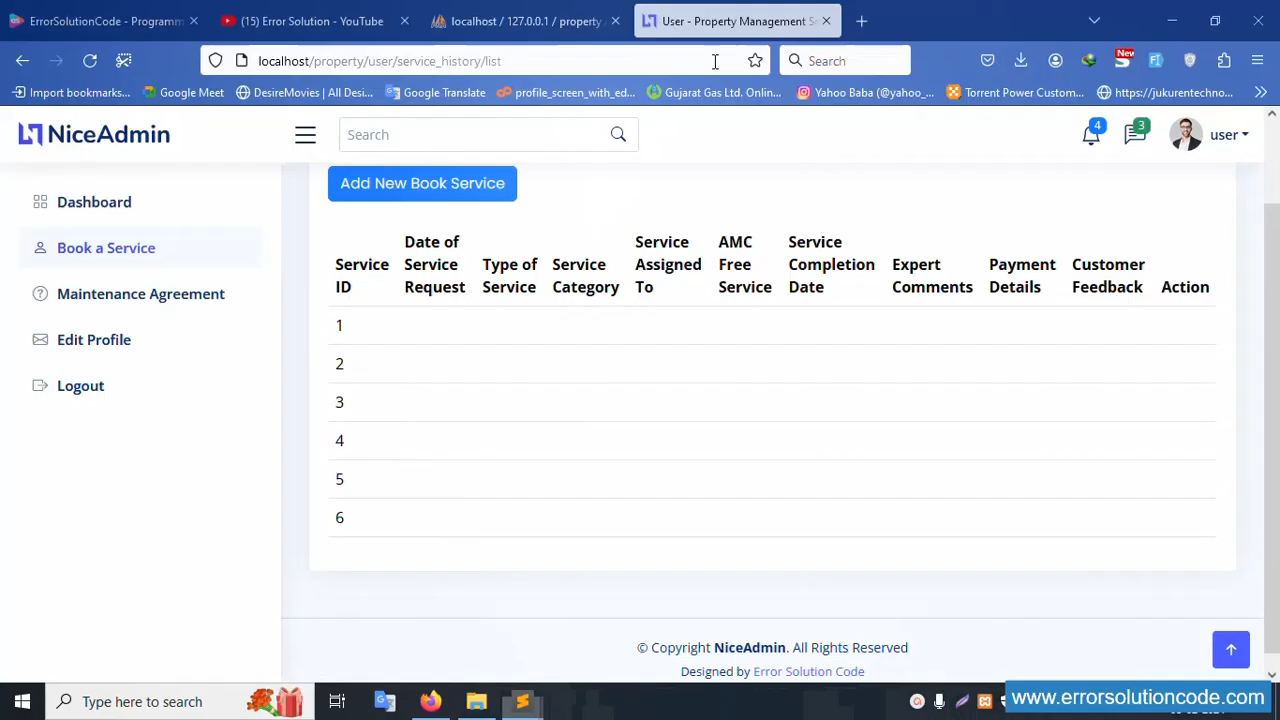 ErrorSolutionCode - Programm
(15) Error Solution - YouTube
localhost / 127.0.0.1 / property
User - Property Management Se
localhost/property/user/service_history/list
Search
New
Import bookmarks...
Google Meet
DesireMovies | All Desi...
Google Translate
profile_screen_with_ed...
Gujarat Gas Ltd. Onlin...
Yahoo Baba (@yahoo_...
Torrent Power Custom...
https://jukurentechno...
NiceAdmin
Search
4
3
user
Dashboard
Book a Service
Maintenance Agreement
Edit Profile
Logout
Add New Book Service
Service ID
Date of Service Request
Type of Service
Service Category
Service Assigned To
AMC Free Service
Service Completion Date
Expert Comments
Payment Details
Customer Feedback
Action
1
2
3
4
5
6
© Copyright NiceAdmin. All Rights Reserved
Designed by Error Solution Code
Type here to search
www.errorsolutioncode.com